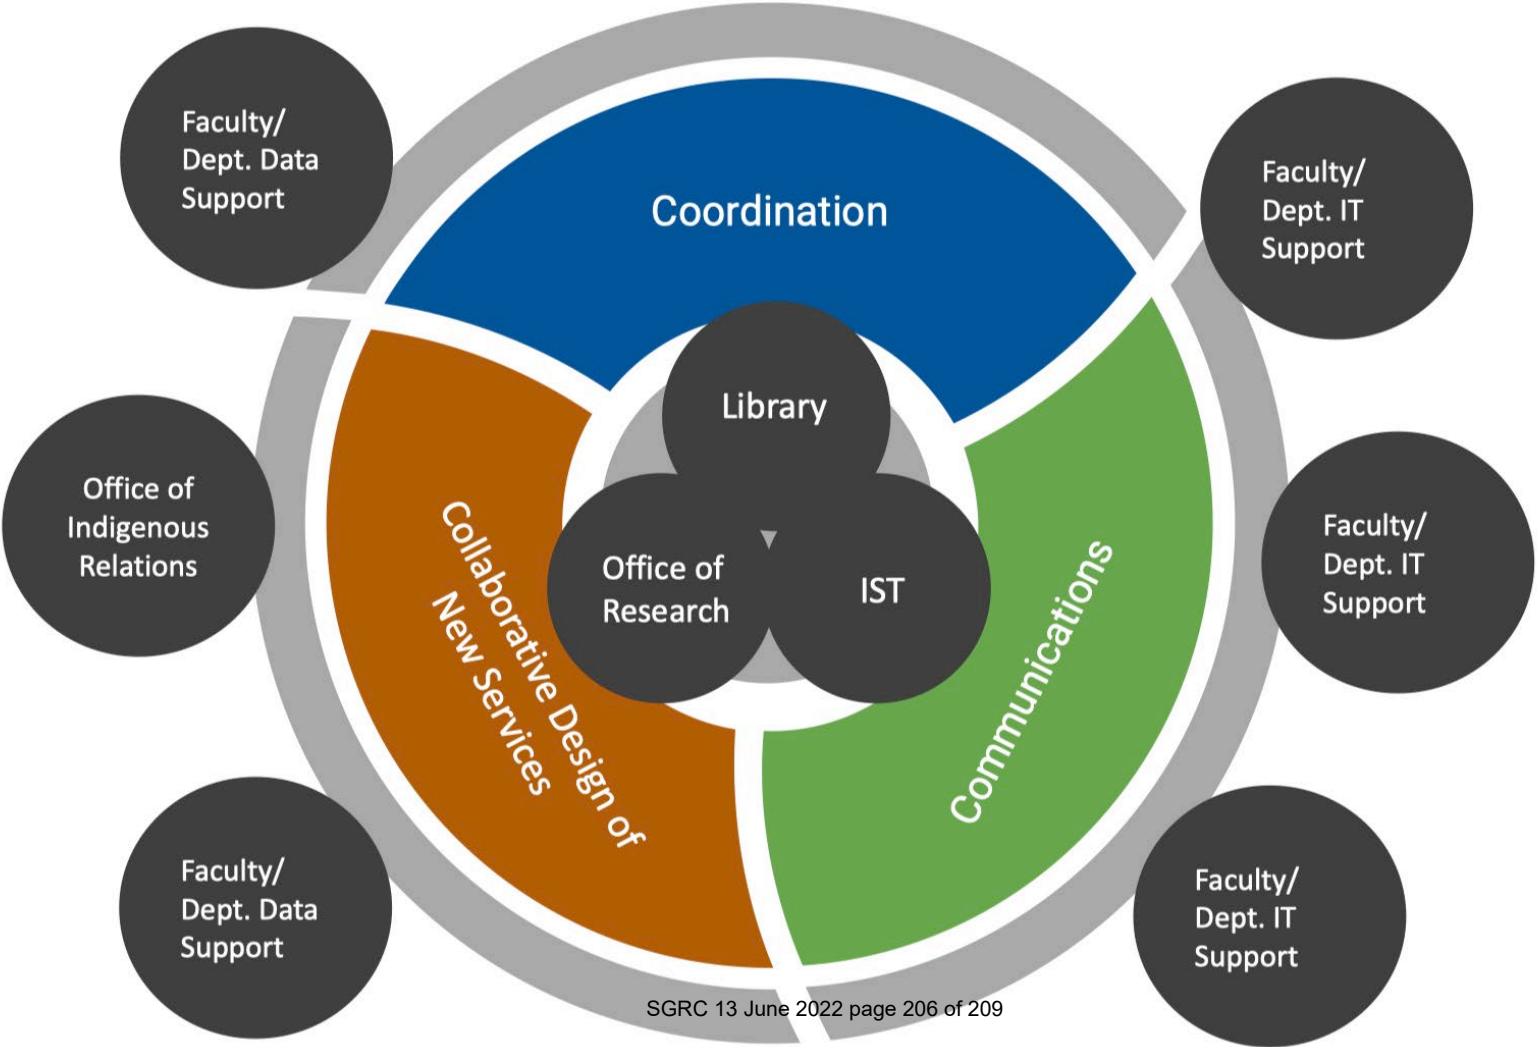 Faculty/
Dept. Data
Support
Coordination
Faculty/
Dept. IT
Support
Library
Office of
Indigenous
Relations
Collaborative Design of
New Services
Office of
Research
IST
Communications
Faculty/
Dept. IT
Support
Faculty/
Dept. Data
Support
Faculty/
Dept. IT
Support
SGRC 13 June 2022 page 206 of 209